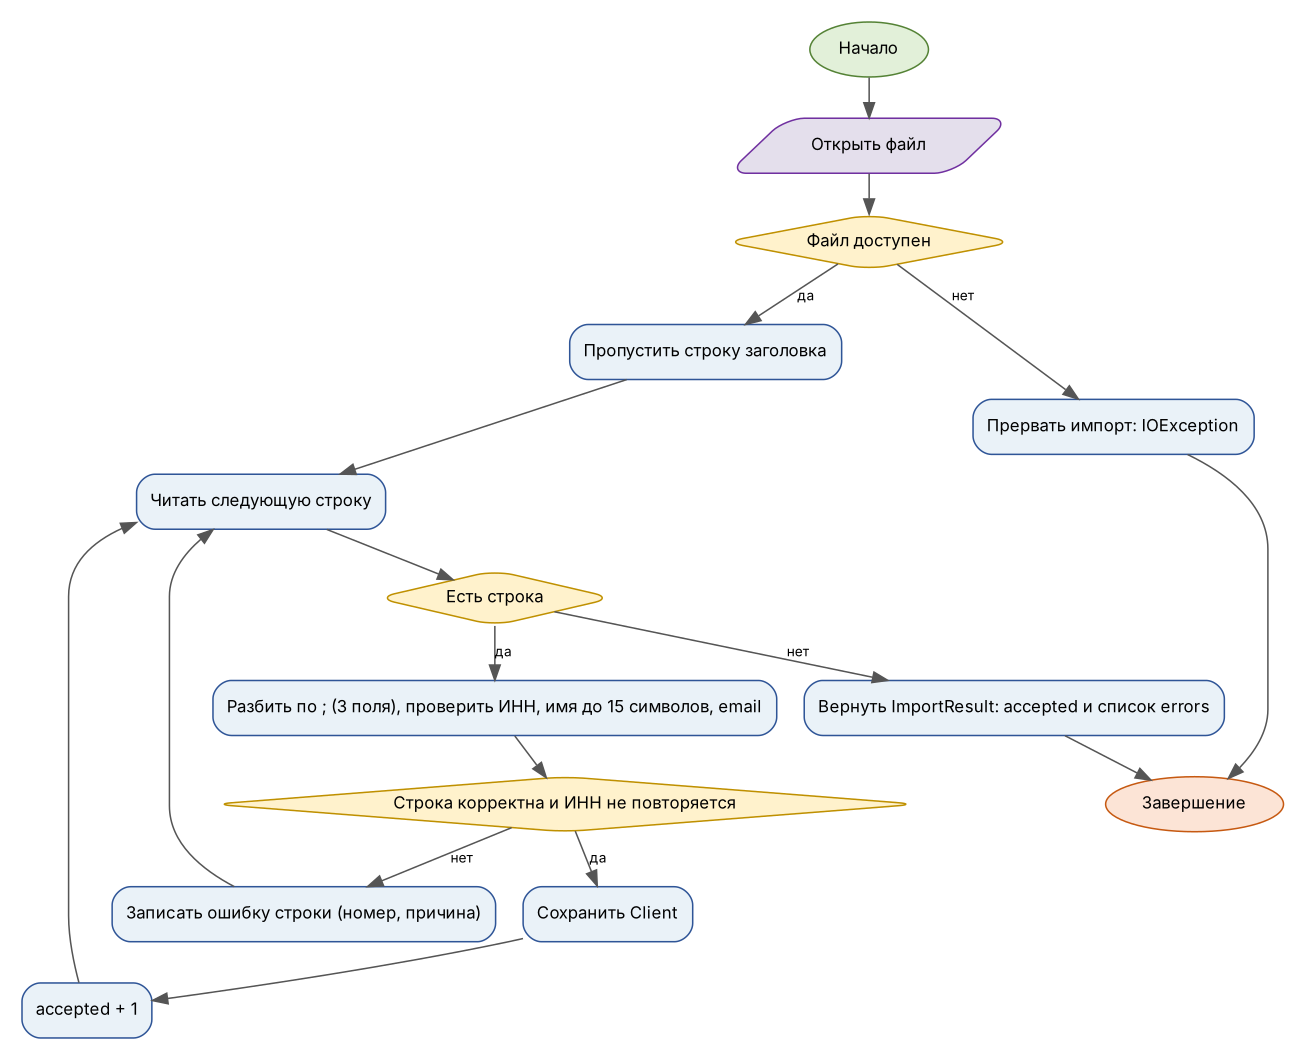 Начало
Открыть файл
Файл доступен
да
нет
Пропустить строку заголовка
Прервать импорт: IOException
Читать следующую строку
Есть строка
да
нет
Разбить по ; (3 поля), проверить ИНН, имя до 15 символов, email
Вернуть ImportResult: accepted и список errors
Строка корректна и ИНН не повторяется
Завершение
нет
да
Записать ошибку строки (номер, причина)
Сохранить Client
accepted + 1